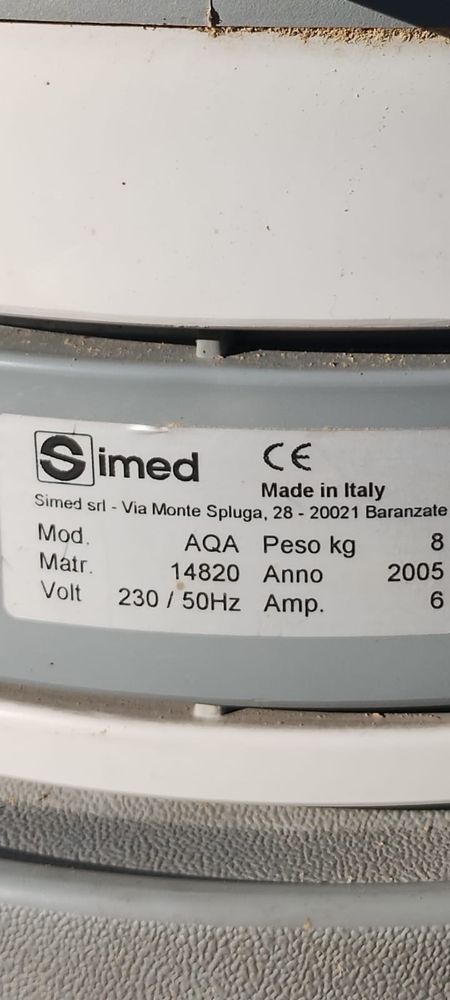 Simed CE
Made in Italy
Simed srl - Via Monte Spluga, 28 - 20021 Baranzate
Mod. AQA Peso kg 8
Matr. 14820 Anno 2005
Volt 230 / 50Hz Amp. 6